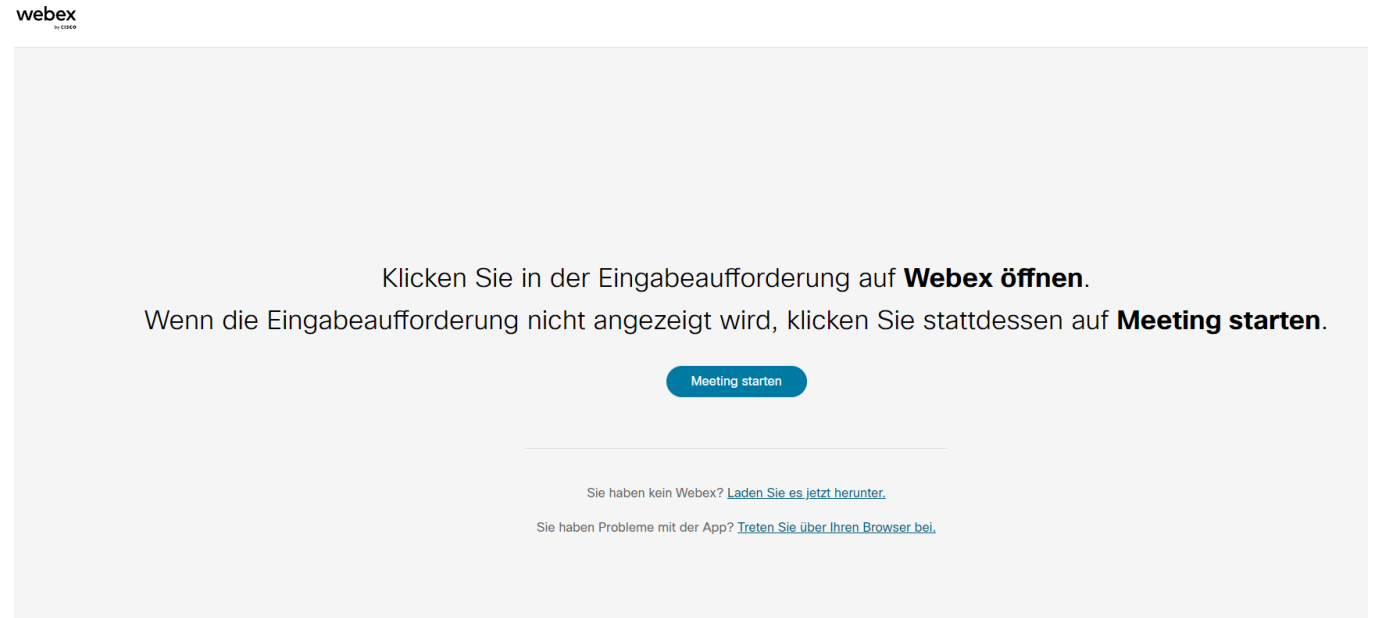 webex
by CISCO
Klicken Sie in der Eingabeaufforderung auf Webex öffnen.
Wenn die Eingabeaufforderung nicht angezeigt wird, klicken Sie stattdessen auf Meeting starten.
Meeting starten
Sie haben kein Webex? Laden Sie es jetzt herunter.
Sie haben Probleme mit der App? Treten Sie über Ihren Browser bei.